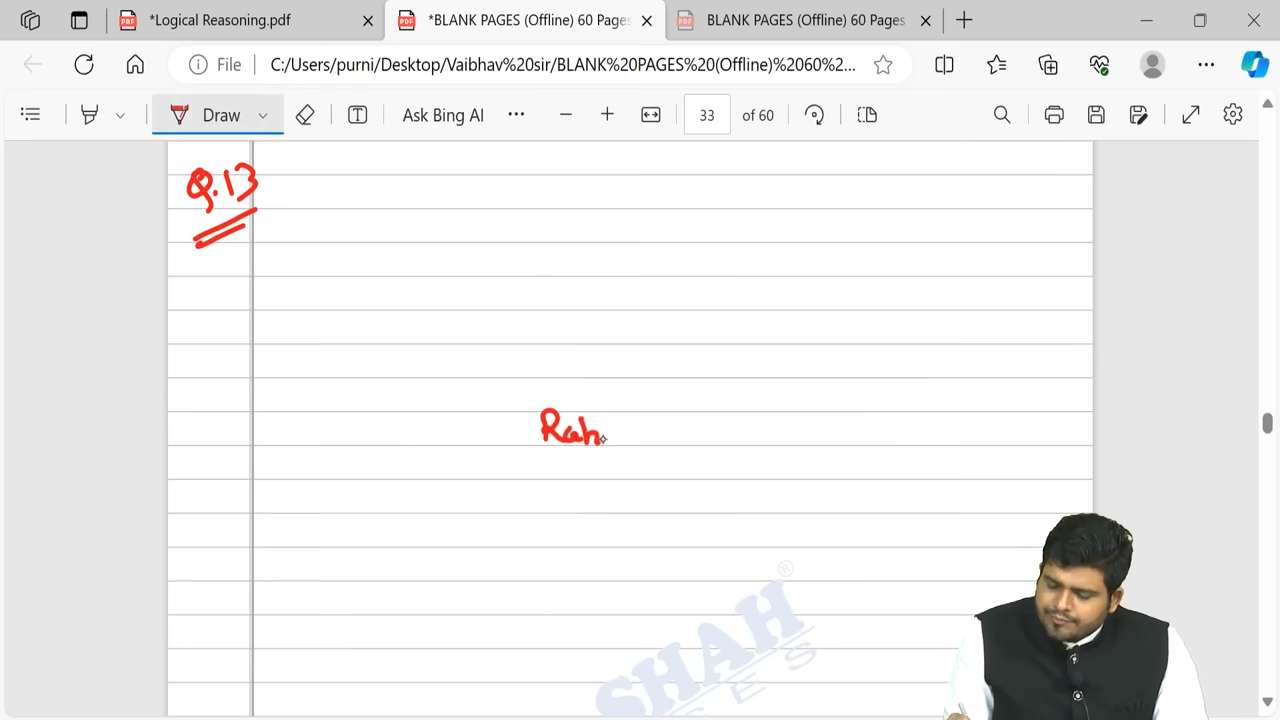 *Logical Reasoning.pdf
*BLANK PAGES (Offline) 60 Pages
BLANK PAGES (Offline) 60 Pages
File
C:/Users/purni/Desktop/Vaibhav%20sir/BLANK%20PAGES%20(Offline)%2060%2...
Draw
Ask Bing AI
33
of 60
Q.13
Rah
SHAH
ES